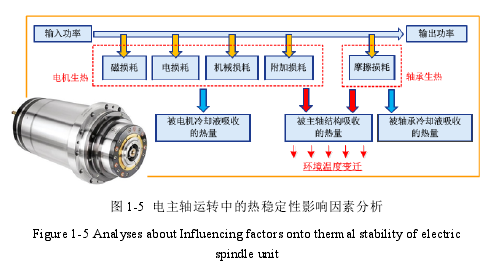 输入功率
输出功率
磁损耗
电损耗
机械损耗
附加损耗
摩擦损耗
电机生热
轴承生热
被电机冷却液吸收
的热量
被主轴结构吸收
的热量
被轴承冷却液吸收
的热量
环境温度变迁
图 1-5 电主轴运转中的热稳定性影响因素分析
Figure 1-5 Analyses about Influencing factors onto thermal stability of electric
spindle unit